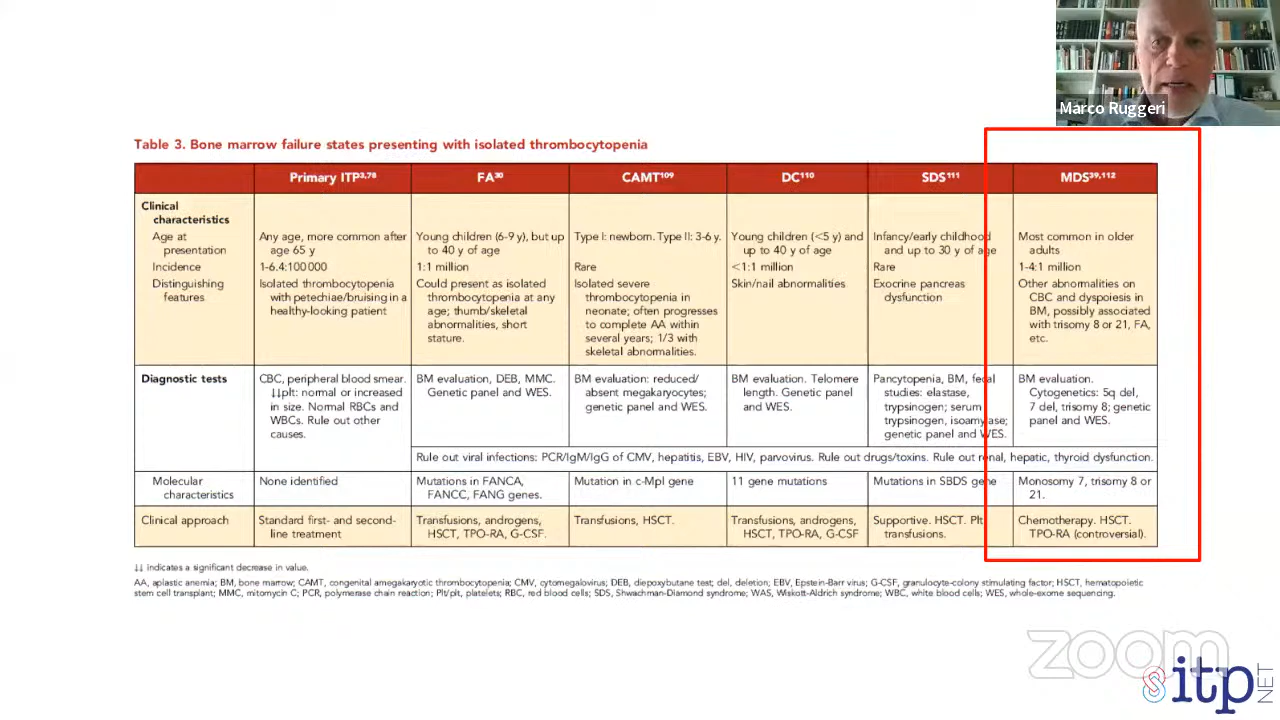 Marco Ruggeri
Table 3. Bone marrow failure states presenting with isolated thrombocytopenia
Primary ITP3,78 FA30 CAMT109 DC110 SDS111 MDS39,112
Clinical
characteristics
Age at
presentation
Any age, more common after
age 65 y
Young children (6-9 y), but up
to 40 y of age
Type I: newborn. Type II: 3-6 y.
Young children (<5 y) and
up to 40 y of age
Infancy/early childhood
and up to 30 y of age
Most common in older
adults
Incidence
1-6.4:100 000
1:1 million
Rare
<1:1 million
Rare
1-4:1 million
Distinguishing
features
Isolated thrombocytopenia
with petechiae/bruising in a
healthy-looking patient
Could present as isolated
thrombocytopenia at any
age; thumb/skeletal
abnormalities, short
stature.
Isolated severe
thrombocytopenia in
neonate; often progresses
to complete AA within
several years; 1/3 with
skeletal abnormalities.
Skin/nail abnormalities
Exocrine pancreas
dysfunction
Other abnormalities on
CBC and dyspoiesis in
BM, possibly associated
with trisomy 8 or 21, FA,
etc.
Diagnostic tests
CBC, peripheral blood smear.
↓↓plt: normal or increased
in size. Normal RBCs and
WBCs. Rule out other
causes.
BM evaluation, DEB, MMC.
Genetic panel and WES.
BM evaluation: reduced/
absent megakaryocytes;
genetic panel and WES.
BM evaluation. Telomere
length. Genetic panel
and WES.
Pancytopenia, BM, fecal
studies: elastase,
trypsinogen; serum
trypsinogen, isoamylase;
genetic panel and WES.
BM evaluation.
Cytogenetics: 5q del,
7 del, trisomy 8; genetic
panel and WES.
Rule out viral infections: PCR/IgM/IgG of CMV, hepatitis, EBV, HIV, parvovirus. Rule out drugs/toxins. Rule out renal, hepatic, thyroid dysfunction.
Molecular
characteristics
None identified
Mutations in FANCA,
FANCC, FANG genes.
Mutation in c-Mpl gene
11 gene mutations
Mutations in SBDS gene
Monosomy 7, trisomy 8 or
21.
Clinical approach
Standard first- and second-
line treatment
Transfusions, androgens,
HSCT, TPO-RA, G-CSF.
Transfusions, HSCT.
Transfusions, androgens,
HSCT, TPO-RA, G-CSF
Supportive. HSCT. Plt
transfusions.
Chemotherapy. HSCT.
TPO-RA (controversial).
↓↓ indicates a significant decrease in value.
AA, aplastic anemia; BM, bone marrow; CAMT, congenital amegakaryotic thrombocytopenia; CMV, cytomegalovirus; DEB, diepoxybutane test; del, deletion; EBV, Epstein-Barr virus; G-CSF, granulocyte-colony stimulating factor; HSCT, hematopoietic
stem cell transplant; MMC, mitomycin C; PCR, polymerase chain reaction; Plt/plt, platelets; RBC, red blood cells; SDS, Shwachman-Diamond syndrome; WAS, Wiskott-Aldrich syndrome; WBC, white blood cells; WES, whole-exome sequencing.
zoom
itp
NET